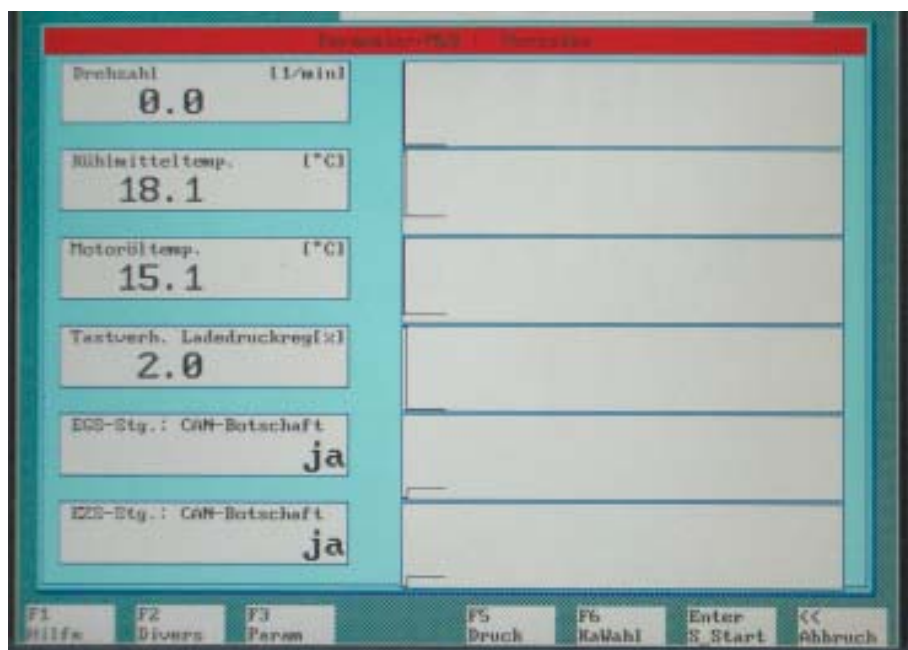 Drehzahl [1/min]
0.0
Kühlmitteltemp. [°C]
18.1
Motoröltemp. [°C]
15.1
Tastverh. Ladedruckreg[%]
2.0
EGS-Stg.: CAN-Botschaft
ja
EZS-Stg.: CAN-Botschaft
ja
F1 F2 F3 F5 F6 Enter <<
Hilfe Divers Param Druck KaWahl S_Start Abbruch